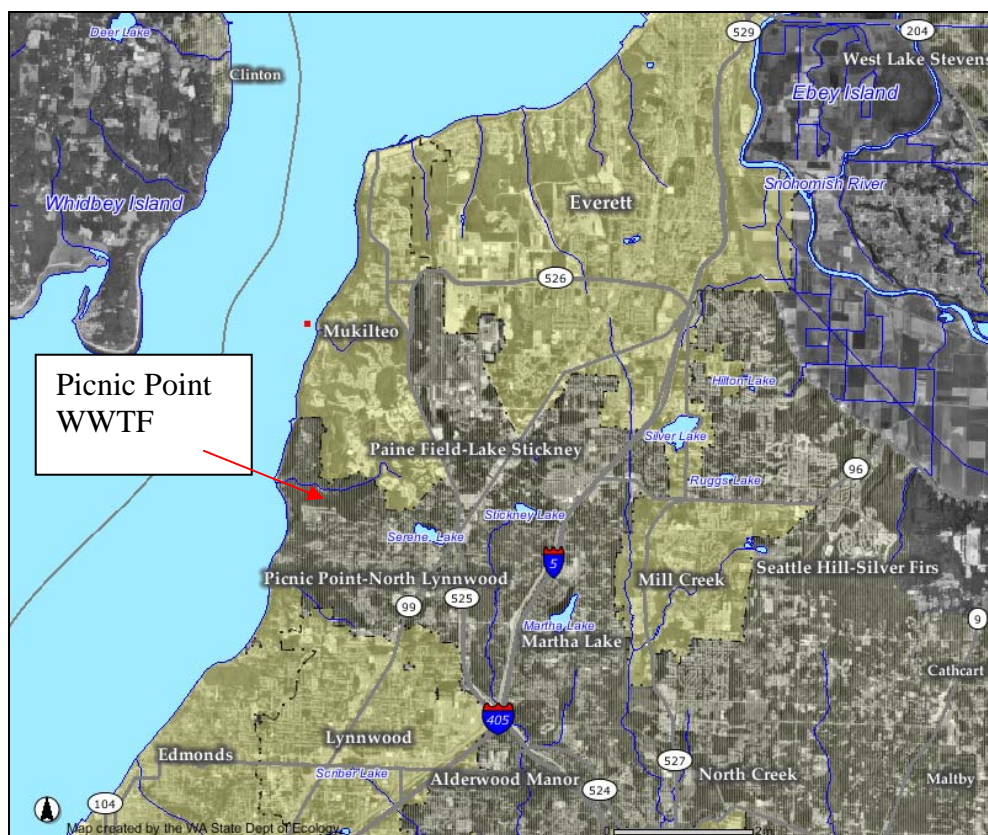 Deer Lake
Clinton
529
204
West Lake Stevens
Ebey Island
Whidbey Island
Snohomish River
Everett
526
Mukilteo
Picnic Point
WWTF
Hilton Lake
Silver Lake
Paine Field-Lake Stickney
96
Ruggs Lake
Stickney Lake
Serene, Lake
5
Seattle Hill-Silver Firs
Picnic Point-North Lynnwood
Mill Creek
525
99
Martha Lake
Martha Lake
9
Cathcart
405
Lynnwood
Edmonds
Scriber Lake
Alderwood Manor
527
North Creek
Maltby
524
104
Map created by the WA State Dept of Ecology
0
2mi